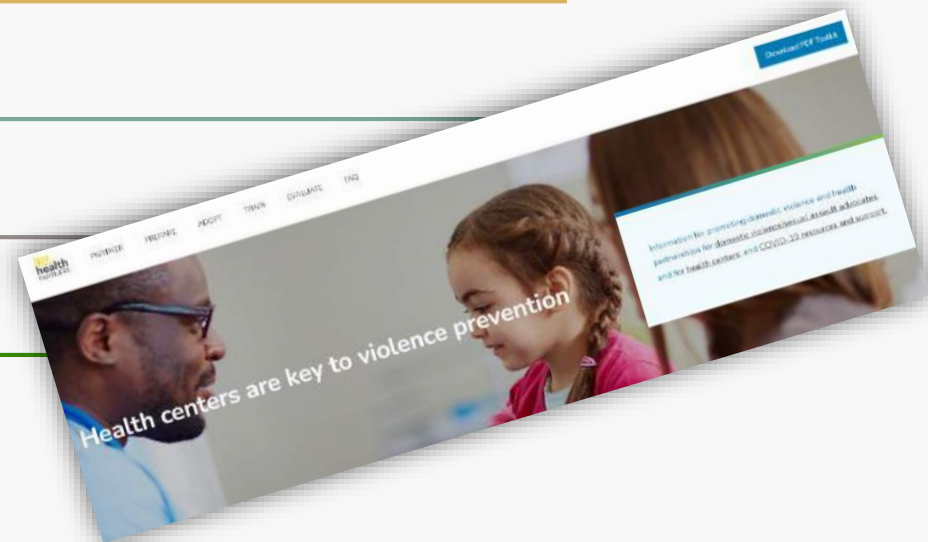 Download PDF Toolkit
health
PARTNER PREPARE ADOPT TRAIN EVALUATE FAQ
Information for promoting domestic violence and health
partnerships for domestic violence/sexual assault advocates
and for health centers, and COVID-19 resources and support.
Health centers are key to violence prevention